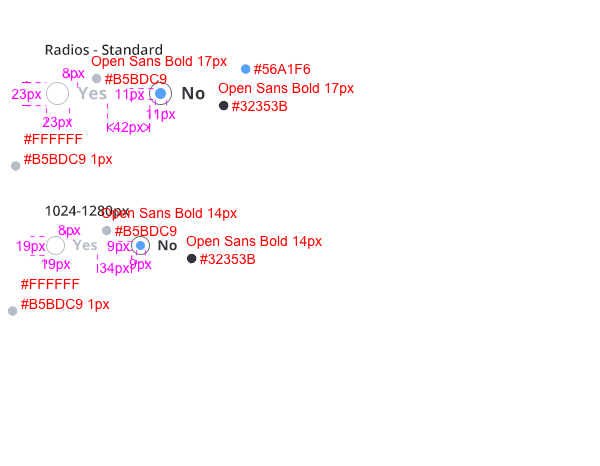 Radios - Standard
Open Sans Bold 17px
#56A1F6
8px
#B5BDC9
Open Sans Bold 17px
23px
Yes
11px
No
#32353B
11px
23px
42px
#FFFFFF
#B5BDC9 1px
1024-1280px
Open Sans Bold 14px
8px
#B5BDC9
Open Sans Bold 14px
19px
Yes
9px
No
#32353B
19px
34px
9px
#FFFFFF
#B5BDC9 1px